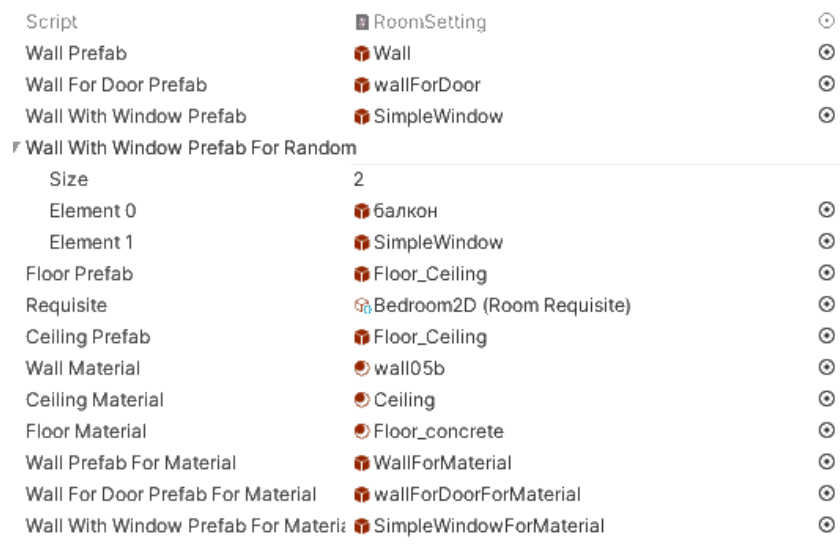 Script RoomSetting
Wall Prefab Wall
Wall For Door Prefab wallForDoor
Wall With Window Prefab SimpleWindow
Wall With Window Prefab For Random
Size 2
Element 0 балкон
Element 1 SimpleWindow
Floor Prefab Floor_Ceiling
Requisite Bedroom2D (Room Requisite)
Ceiling Prefab Floor_Ceiling
Wall Material wall05b
Ceiling Material Ceiling
Floor Material Floor_concrete
Wall Prefab For Material WallForMaterial
Wall For Door Prefab For Material wallForDoorForMaterial
Wall With Window Prefab For Materia SimpleWindowForMaterial